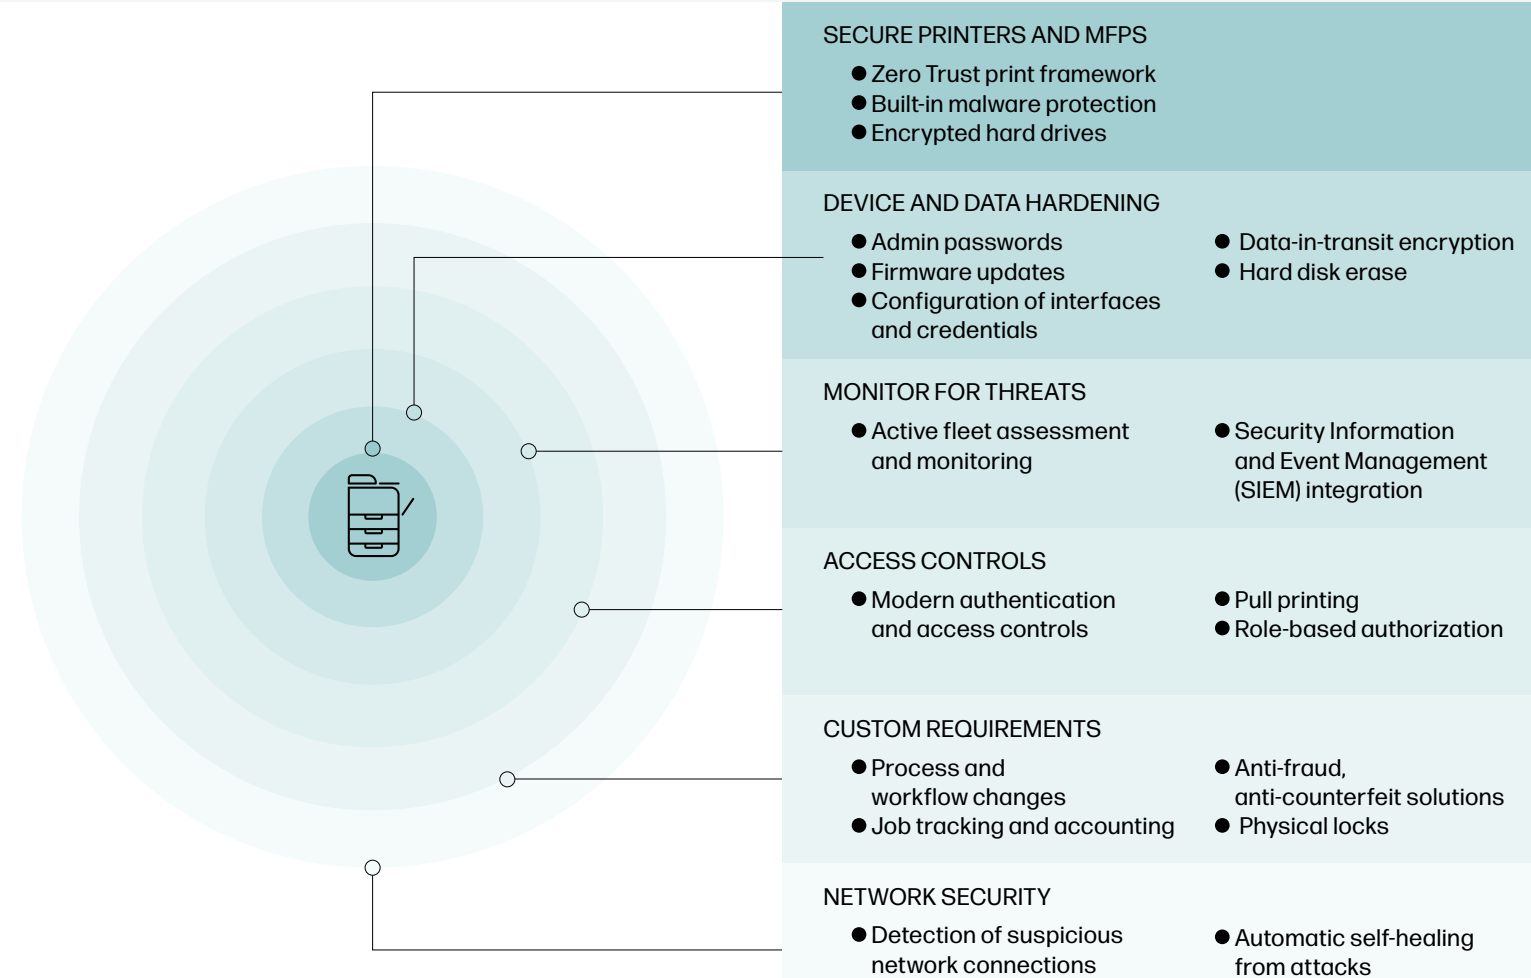 SECURE PRINTERS AND MFPS
● Zero Trust print framework
● Built-in malware protection
● Encrypted hard drives
DEVICE AND DATA HARDENING
● Admin passwords
● Firmware updates
● Configuration of interfaces
and credentials
● Data-in-transit encryption
● Hard disk erase
MONITOR FOR THREATS
● Active fleet assessment
and monitoring
● Security Information
and Event Management
(SIEM) integration
ACCESS CONTROLS
● Modern authentication
and access controls
● Pull printing
● Role-based authorization
CUSTOM REQUIREMENTS
● Process and
workflow changes
● Job tracking and accounting
● Anti-fraud,
anti-counterfeit solutions
● Physical locks
NETWORK SECURITY
● Detection of suspicious
network connections
● Automatic self-healing
from attacks